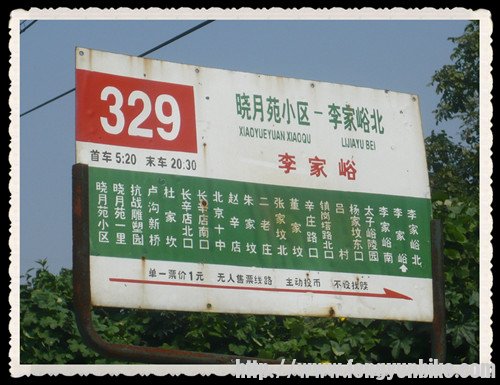 329
晓月苑小区－李家峪北
XIAOYUEYUAN XIAOQU LIJIAYU BEI
首车 5:20 末车 20:30
李家峪
晓月苑小区
晓月苑一里
抗战雕塑园
卢沟新桥
杜家坎
长辛店北口
长辛店南口
北京十中
赵辛店
朱家坟
二老庄
张家坟
董家坟
辛庄路口
镇岗塔路北口
吕村
杨家坟东口
太子峪陵园
李家峪南
李家峪
李家峪北
单一票价1元 无人售票线路 主动投币 不设找赎